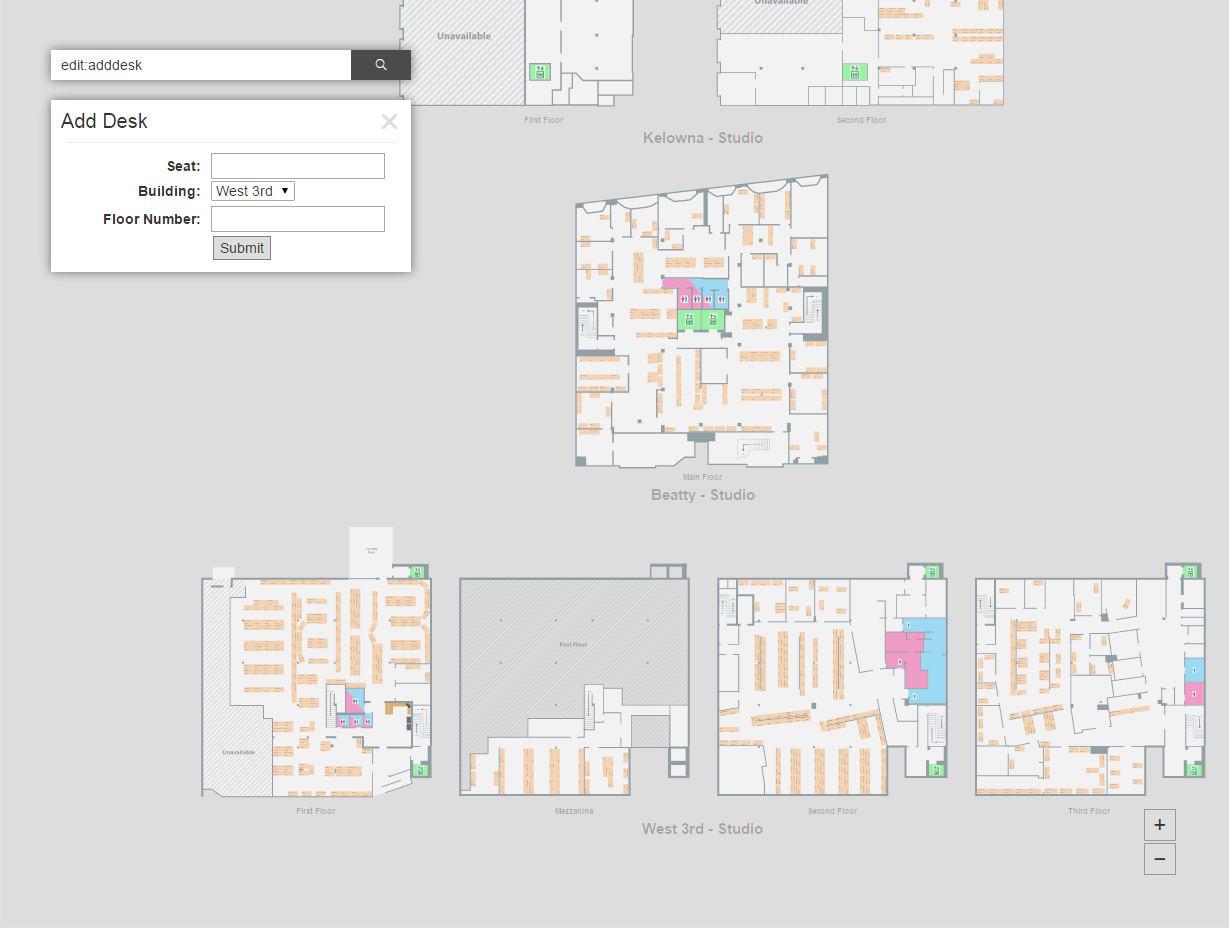 Unavailable
Unavailable
edit:adddesk
Add Desk
First Floor
Second Floor
Kelowna - Studio
Seat:
Building: West 3rd
Floor Number:
Submit
Main Floor
Beatty - Studio
First Floor
Unavailable
First Floor
Mezzanine
Second Floor
Third Floor
West 3rd - Studio
+
−